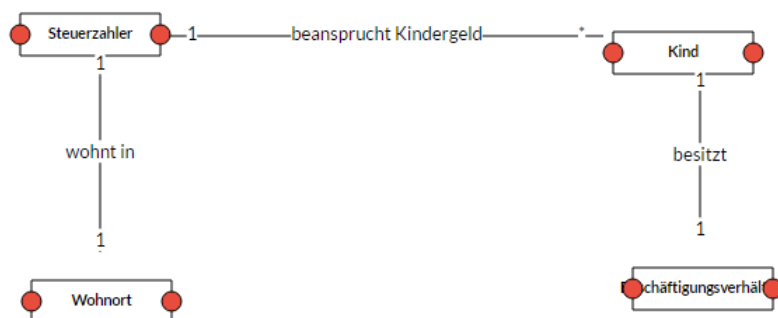 Steuerzahler
1 beansprucht Kindergeld *
Kind
1
1
wohnt in
besitzt
1
1
Wohnort